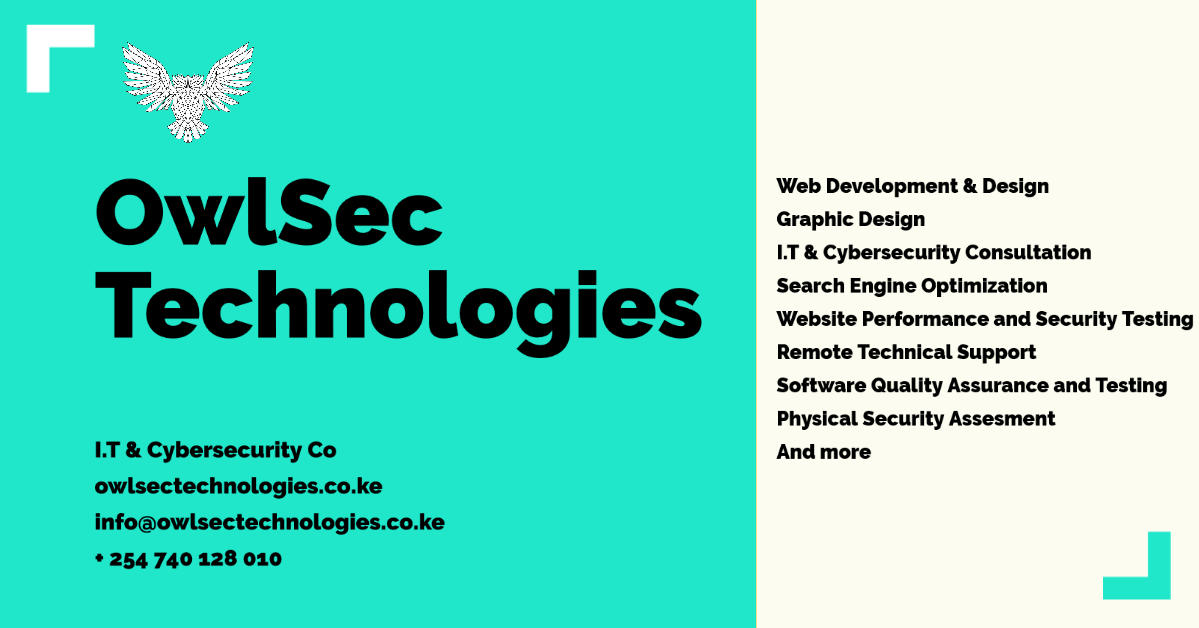 OwlSec
Technologies
I.T & Cybersecurity Co
owlsectechnologies.co.ke
info@owlsectechnologies.co.ke
+ 254 740 128 010
Web Development & Design
Graphic Design
I.T & Cybersecurity Consultation
Search Engine Optimization
Website Performance and Security Testing
Remote Technical Support
Software Quality Assurance and Testing
Physical Security Assesment
And more